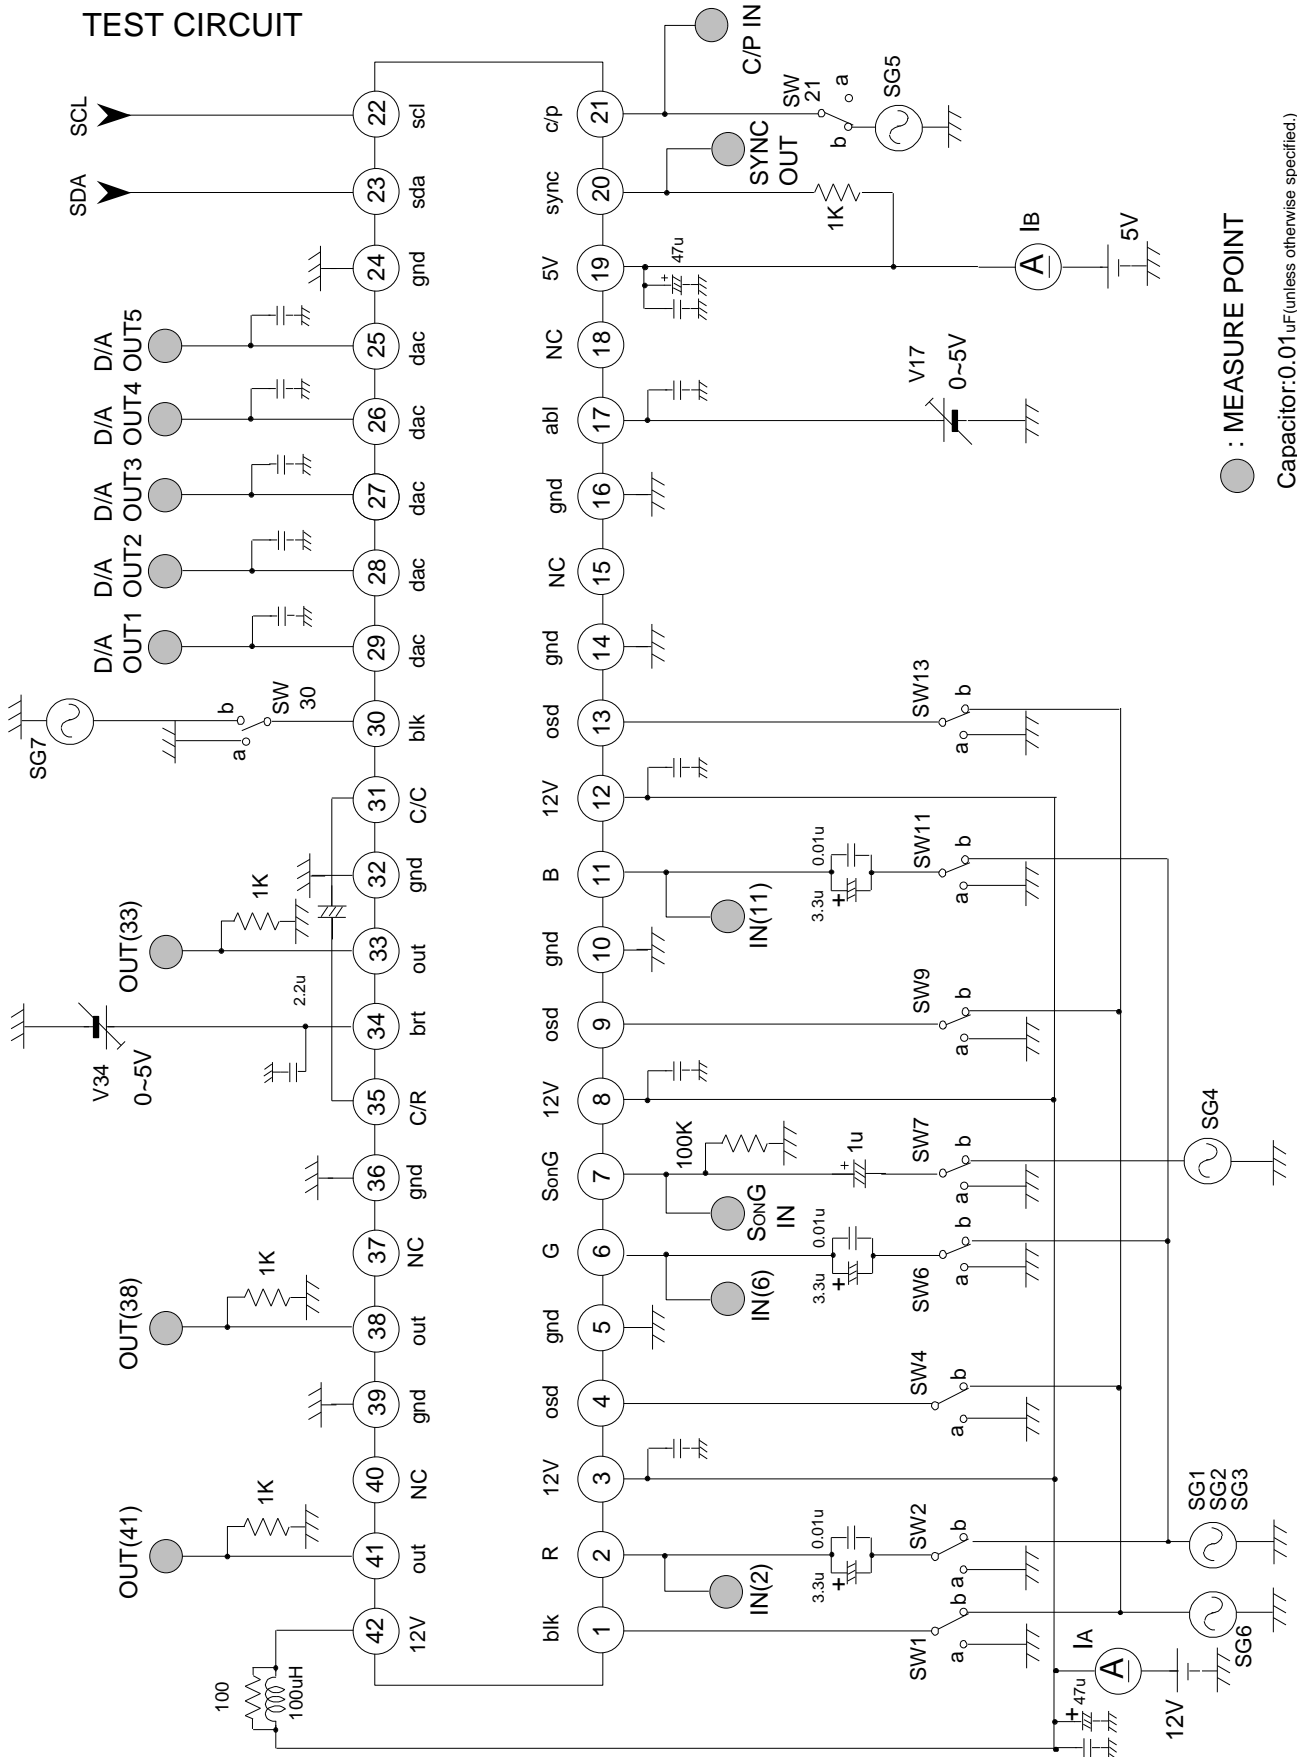 TEST CIRCUIT
SCL
SDA
D/A
OUT5
D/A
OUT4
D/A
OUT3
D/A
OUT2
D/A
OUT1
SG7
a
b
SW
30
OUT(33)
1K
2.2u
V34
0~5V
OUT(38)
1K
OUT(41)
1K
100
100uH
22
scl
23
sda
24
gnd
25
dac
26
dac
27
dac
28
dac
29
dac
30
blk
31
C/C
32
gnd
33
out
34
brt
35
C/R
36
gnd
37
NC
38
out
39
gnd
40
NC
41
out
42
12V
c/p
21
sync
20
5V
19
NC
18
abl
17
gnd
16
NC
15
gnd
14
osd
13
12V
12
B
11
gnd
10
osd
9
12V
8
SonG
7
G
6
gnd
5
osd
4
12V
3
R
2
blk
1
C/P IN
SW
21
a
b
SG5
SYNC
OUT
1K
47u
+
A
IB
5V
V17
0~5V
SW13
a
b
IN(11)
3.3u
+
0.01u
SW11
a
b
SW9
a
b
100K
SONG
IN
+
1u
SW7
a
b
SG4
IN(6)
3.3u
+
0.01u
SW6
a
b
SW4
a
b
IN(2)
3.3u
+
0.01u
SW2
a
b
SG1
SG2
SG3
SW1
a
b
SG6
IA
A
12V
47u
+
: MEASURE POINT
Capacitor:0.01uF(unless otherwise specified.)